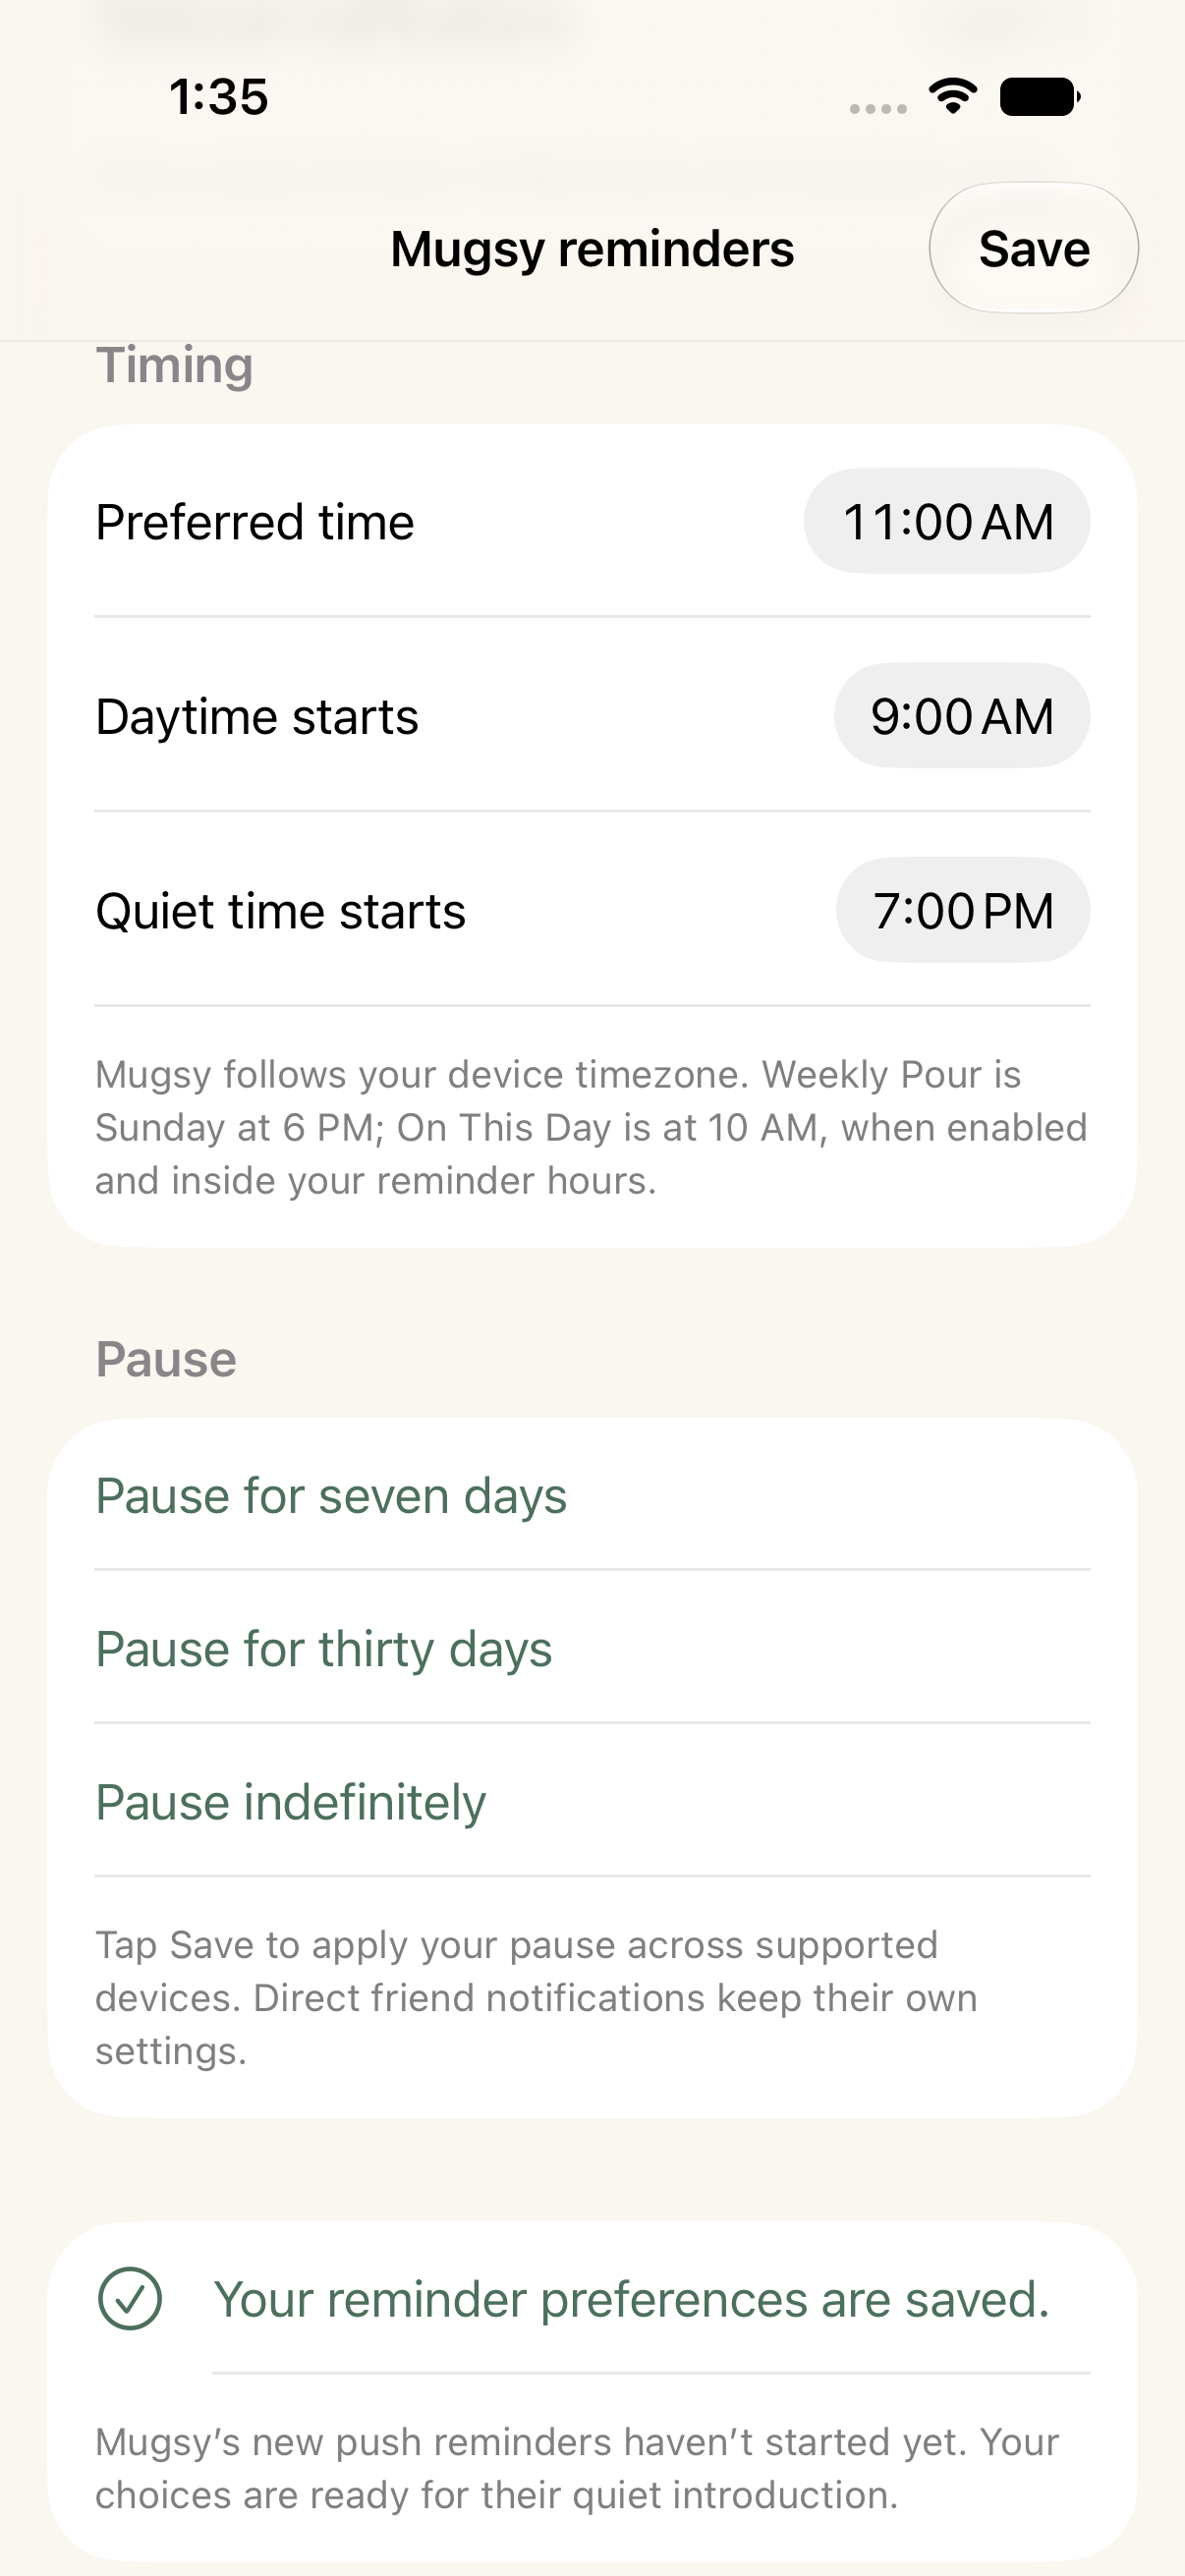 1:35
Mugsy reminders
Save
Timing
Preferred time
11:00 AM
Daytime starts
9:00 AM
Quiet time starts
7:00 PM
Mugsy follows your device timezone. Weekly Pour is
Sunday at 6 PM; On This Day is at 10 AM, when enabled
and inside your reminder hours.
Pause
Pause for seven days
Pause for thirty days
Pause indefinitely
Tap Save to apply your pause across supported
devices. Direct friend notifications keep their own
settings.
Your reminder preferences are saved.
Mugsy’s new push reminders haven’t started yet. Your
choices are ready for their quiet introduction.